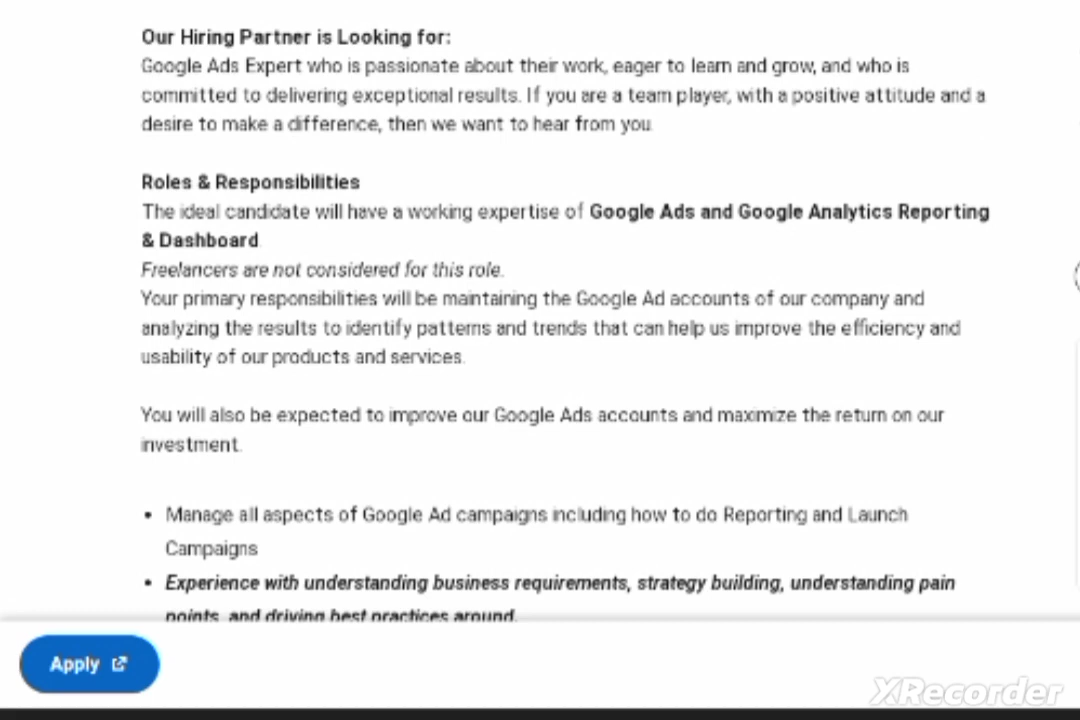 Our Hiring Partner is Looking for:
Google Ads Expert who is passionate about their work, eager to learn and grow, and who is
committed to delivering exceptional results. If you are a team player, with a positive attitude and a
desire to make a difference, then we want to hear from you.
Roles & Responsibilities
The ideal candidate will have a working expertise of Google Ads and Google Analytics Reporting
& Dashboard.
Freelancers are not considered for this role.
Your primary responsibilities will be maintaining the Google Ad accounts of our company and
analyzing the results to identify patterns and trends that can help us improve the efficiency and
usability of our products and services.
You will also be expected to improve our Google Ads accounts and maximize the return on our
investment.
• Manage all aspects of Google Ad campaigns including how to do Reporting and Launch
Campaigns
• Experience with understanding business requirements, strategy building, understanding pain
points, and driving best practices around.
Apply
XRecorder